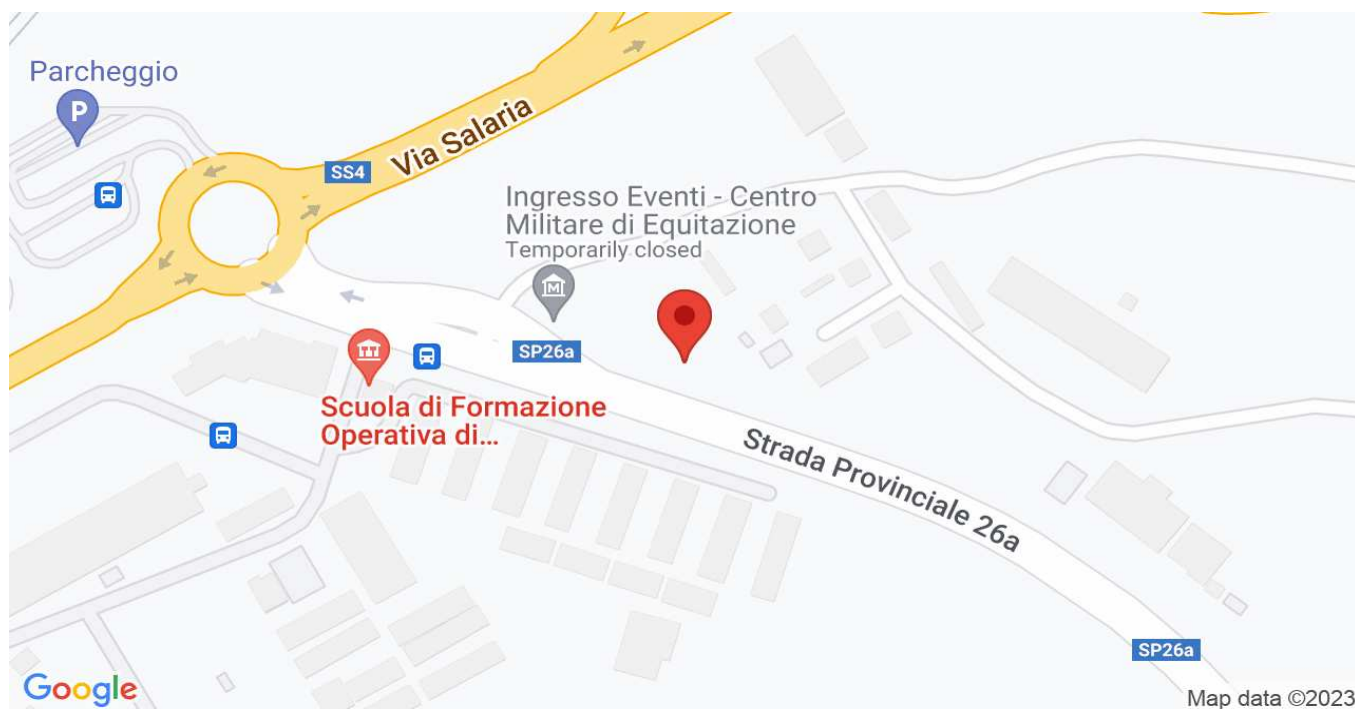 Parcheggio
P
Via Salaria
SS4
Ingresso Eventi - Centro
Militare di Equitazione
Temporarily closed
M
SP26a
Scuola di Formazione
Operativa di...
Strada Provinciale 26a
SP26a
Google
Map data ©2023